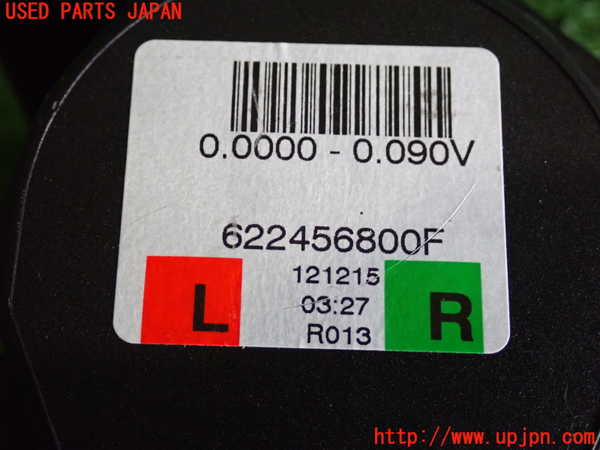 USED PARTS JAPAN
0.0000 - 0.090V
622456800F
121215
03:27
R013
L
R
http://www.upjpn.com/